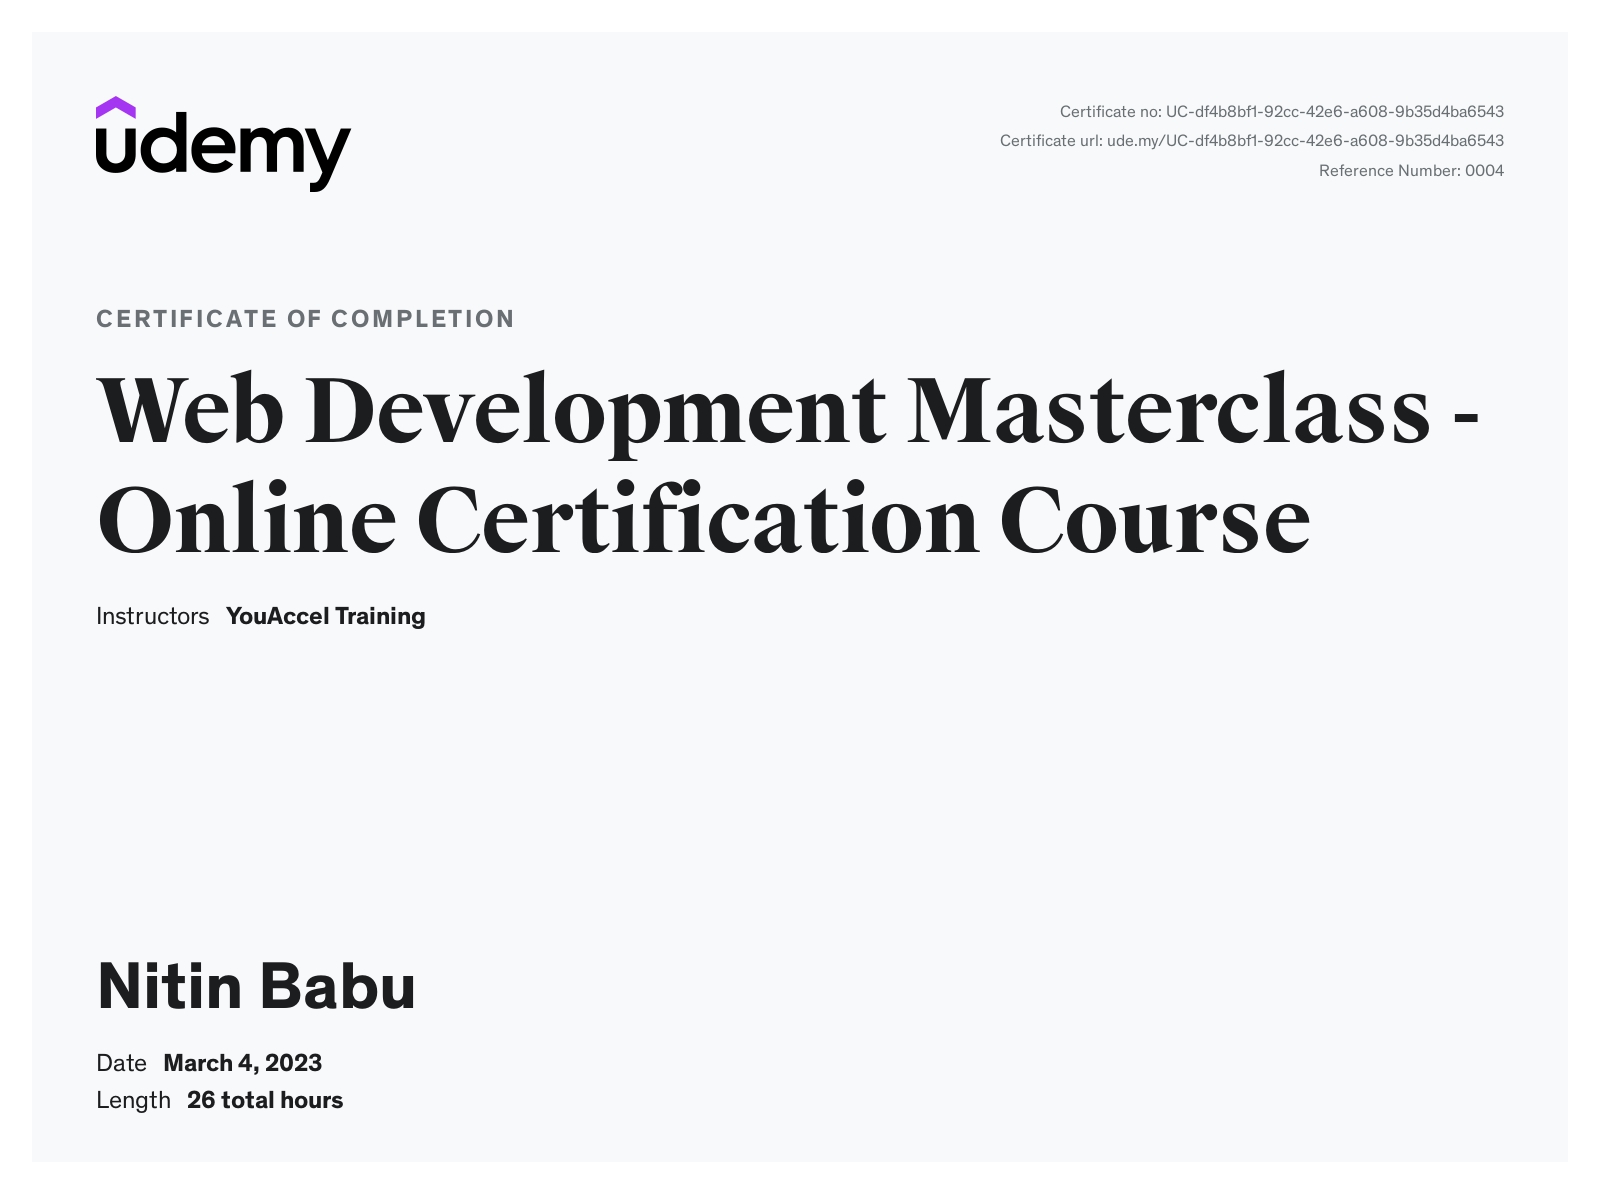 udemy
Certificate no: UC-df4b8bf1-92cc-42e6-a608-9b35d4ba6543
Certificate url: ude.my/UC-df4b8bf1-92cc-42e6-a608-9b35d4ba6543
Reference Number: 0004
CERTIFICATE OF COMPLETION
Web Development Masterclass -
Online Certification Course
Instructors YouAccel Training
Nitin Babu
Date March 4, 2023
Length 26 total hours